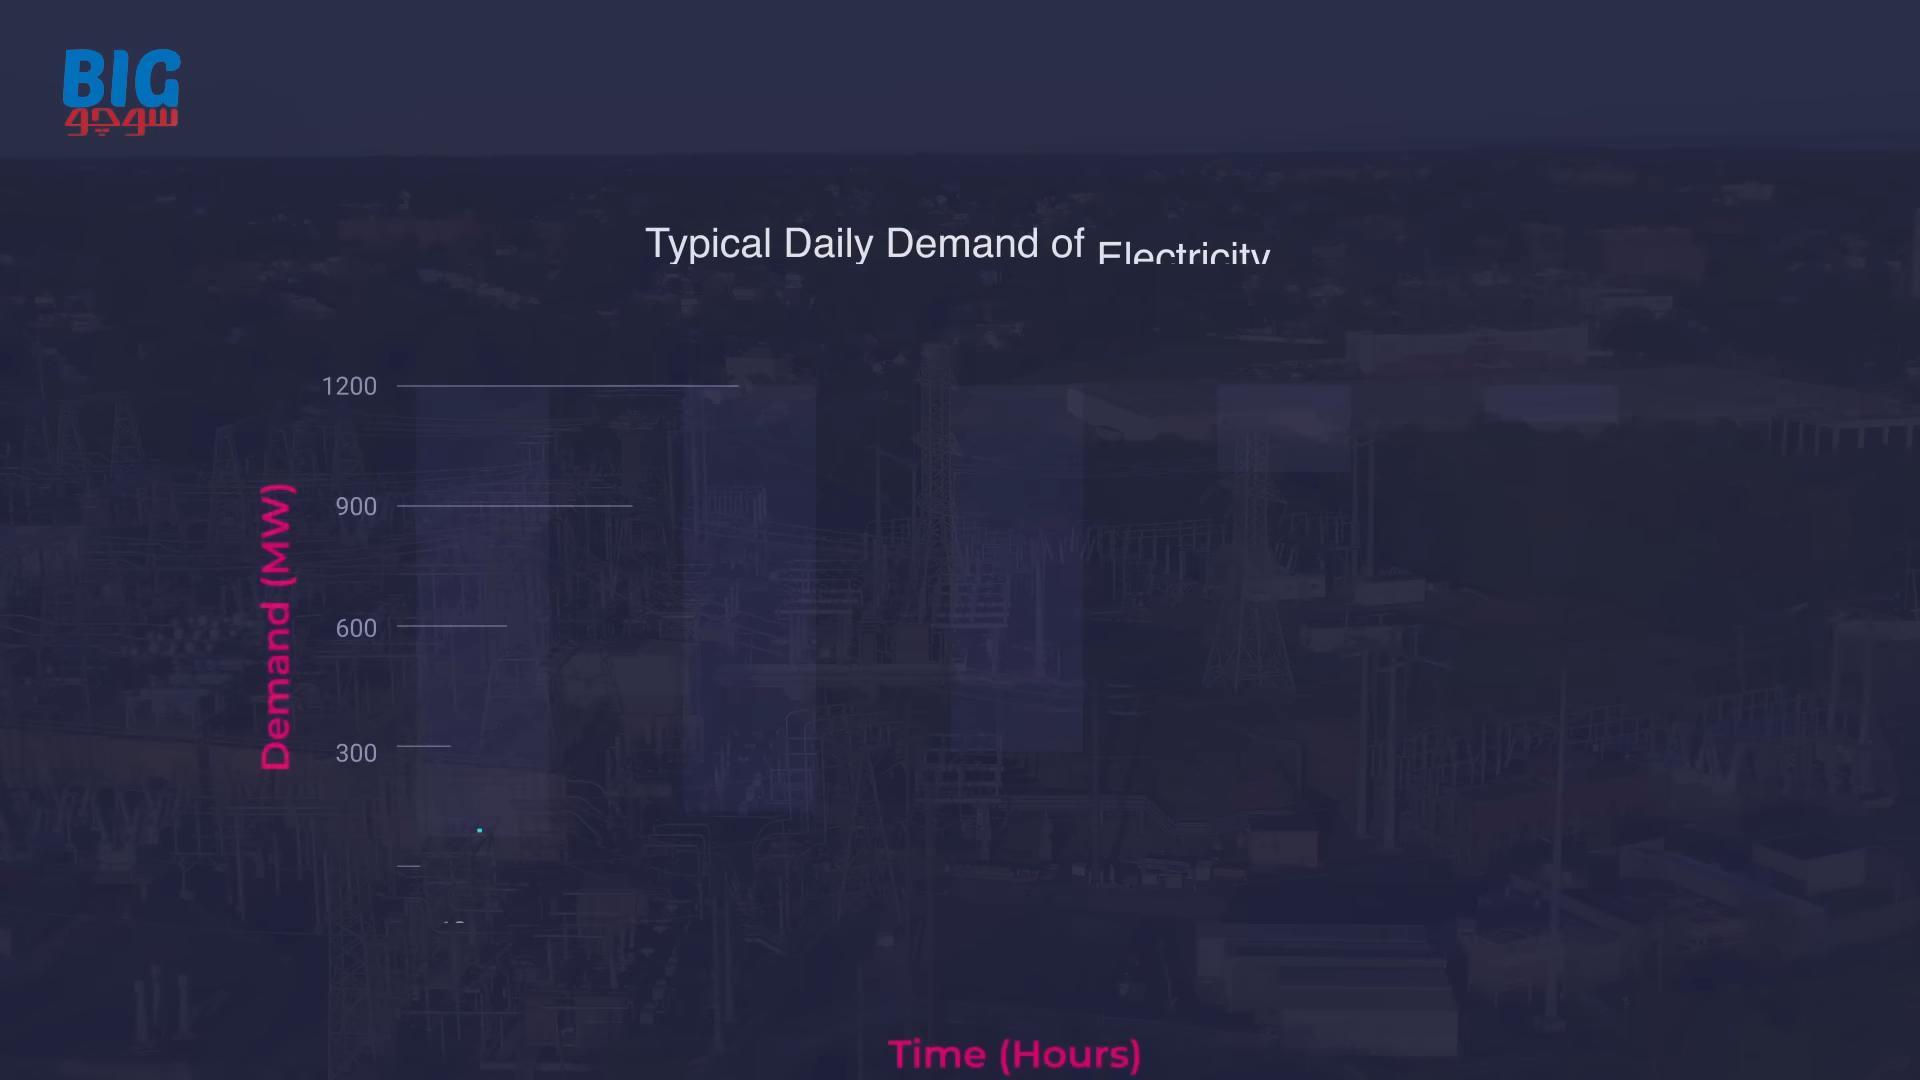 BIG
سوچو
Typical Daily Demand of Electricity
1200
900
600
300
Demand (MW)
Time (Hours)